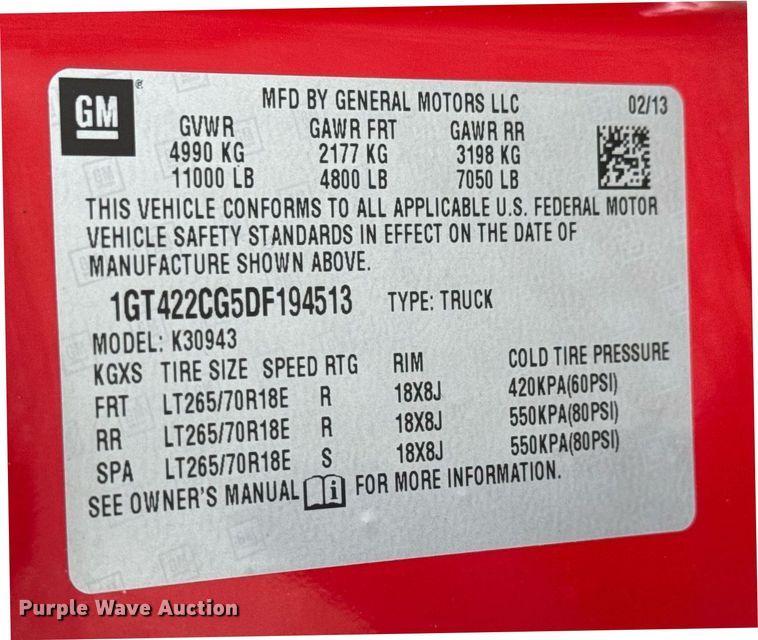 GM
MFD BY GENERAL MOTORS LLC 02/13
GVWR GAWR FRT GAWR RR
4990 KG 2177 KG 3198 KG
11000 LB 4800 LB 7050 LB
THIS VEHICLE CONFORMS TO ALL APPLICABLE U.S. FEDERAL MOTOR
VEHICLE SAFETY STANDARDS IN EFFECT ON THE DATE OF
MANUFACTURE SHOWN ABOVE.
1GT422CG5DF194513 TYPE: TRUCK
MODEL: K30943
KGXS TIRE SIZE SPEED RTG RIM COLD TIRE PRESSURE
FRT LT265/70R18E R 18X8J 420KPA(60PSI)
RR LT265/70R18E R 18X8J 550KPA(80PSI)
SPA LT265/70R18E S 18X8J 550KPA(80PSI)
SEE OWNER'S MANUAL i FOR MORE INFORMATION.
Purple Wave Auction